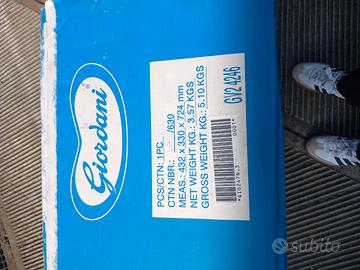 Giordani
PCS/CTN: 1PC
CTN NBR.: /630
MEAS.: 432 x 330 x 724 mm
NET WEIGHT KG.: 3.57 KGS
GROSS WEIGHT KG.: 5.10 KGS
GV2 4246
subito